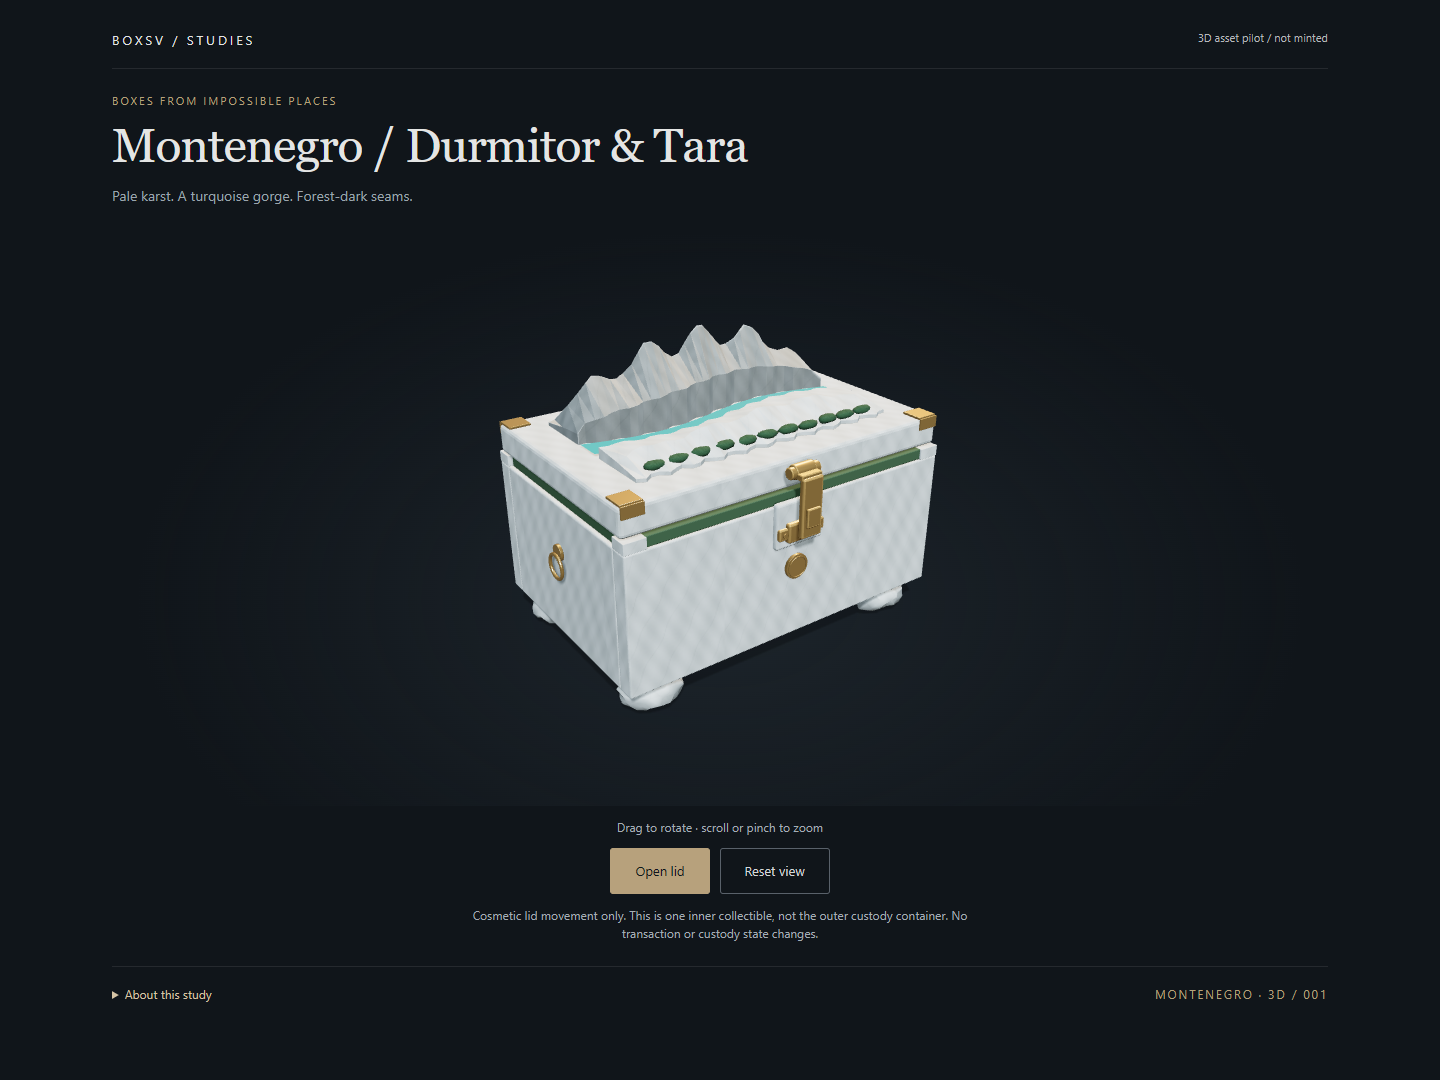 BOXSV / STUDIES
3D asset pilot / not minted
BOXES FROM IMPOSSIBLE PLACES
Montenegro / Durmitor & Tara
Pale karst. A turquoise gorge. Forest-dark seams.
Drag to rotate · scroll or pinch to zoom
Open lid
Reset view
Cosmetic lid movement only. This is one inner collectible, not the outer custody container. No
transaction or custody state changes.
About this study
MONTENEGRO · 3D / 001